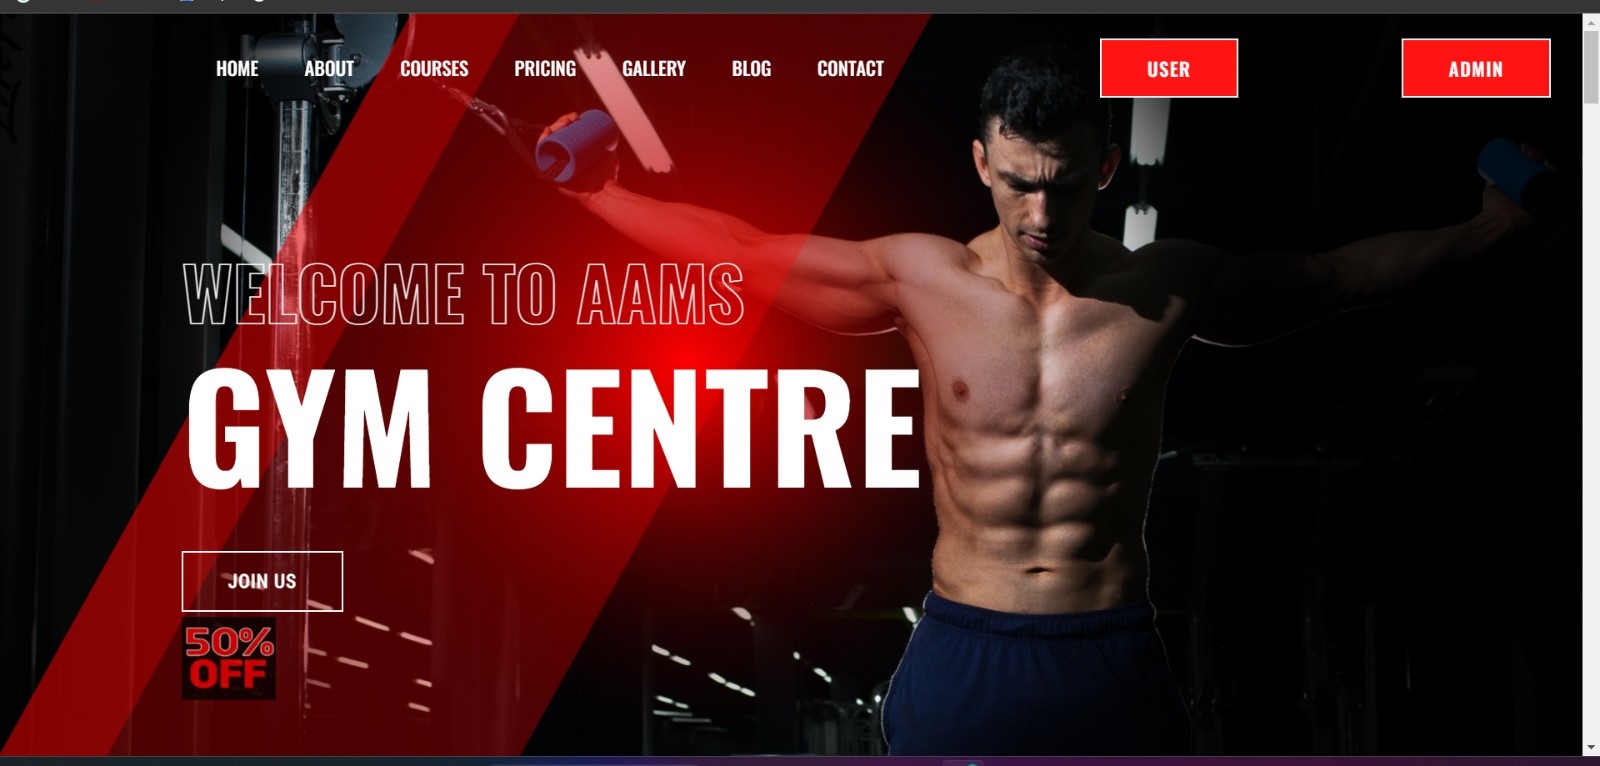 HOME ABOUT COURSES PRICING GALLERY BLOG CONTACT USER ADMIN
WELCOME TO AAMS
GYM CENTRE
JOIN US
50%
OFF